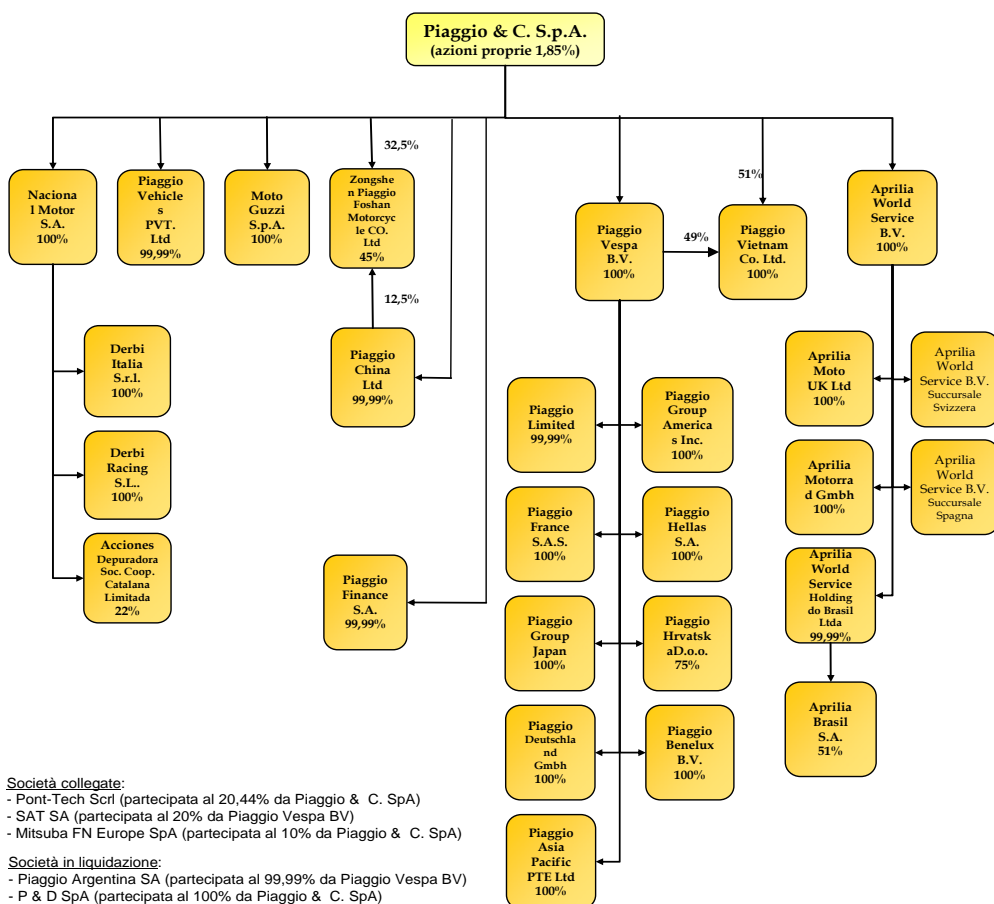 Piaggio & C. S.p.A.
(azioni proprie 1,85%)
32,5%
51%
Naciona
l Motor
S.A.
100%
Piaggio
Vehicle
s
PVT.
Ltd
99,99%
Moto
Guzzi
S.p.A.
100%
Zongshe
n Piaggio
Foshan
Motorcyc
le CO.
Ltd
45%
Piaggio
Vespa
B.V.
100%
49%
Piaggio
Vietnam
Co. Ltd.
100%
Aprilia
World
Service
B.V.
100%
12,5%
Derbi
Italia
S.r.l.
100%
Piaggio
China
Ltd
99,99%
Piaggio
Limited
99,99%
Piaggio
Group
America
s Inc.
100%
Aprilia
Moto
UK Ltd
100%
Aprilia
World
Service B.V.
Succursale
Svizzera
Derbi
Racing
S.L..
100%
Piaggio
France
S.A.S.
100%
Piaggio
Hellas
S.A.
100%
Aprilia
Motorra
d Gmbh
100%
Aprilia
World
Service B.V.
Succursale
Spagna
Acciones
Depuradora
Soc. Coop.
Catalana
Limitada
22%
Piaggio
Finance
S.A.
99,99%
Piaggio
Group
Japan
100%
Piaggio
Hrvatsk
aD.o.o.
75%
Aprilia
World
Service
Holding
do Brasil
Ltda
99,99%
Piaggio
Deutschla
nd
Gmbh
100%
Piaggio
Benelux
B.V.
100%
Aprilia
Brasil
S.A.
51%
Piaggio
Asia
Pacific
PTE Ltd
100%
Società collegate:
- Pont-Tech Scrl (partecipata al 20,44% da Piaggio & C. SpA)
- SAT SA (partecipata al 20% da Piaggio Vespa BV)
- Mitsuba FN Europe SpA (partecipata al 10% da Piaggio & C. SpA)
Società in liquidazione:
- Piaggio Argentina SA (partecipata al 99,99% da Piaggio Vespa BV)
- P & D SpA (partecipata al 100% da Piaggio & C. SpA)